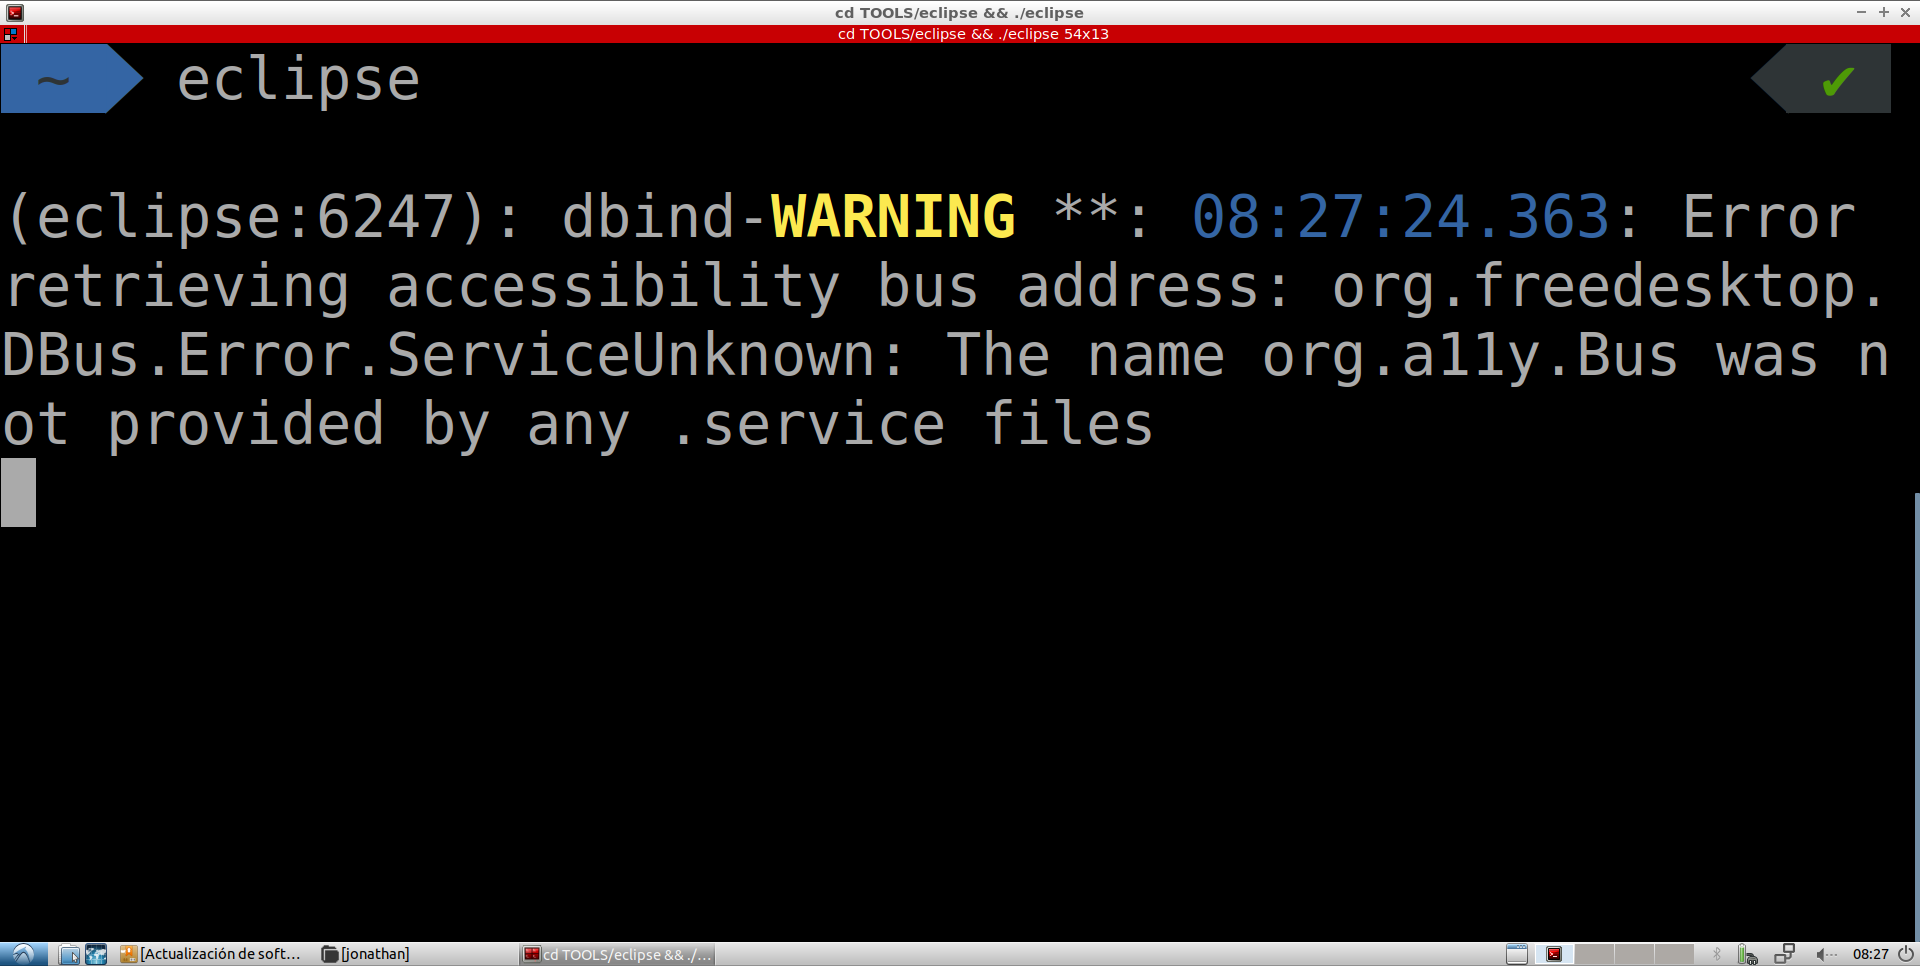 cd TOOLS/eclipse && ./eclipse
cd TOOLS/eclipse && ./eclipse 54x13
~ eclipse ✔
(eclipse:6247): dbind-WARNING **: 08:27:24.363: Error
retrieving accessibility bus address: org.freedesktop.
DBus.Error.ServiceUnknown: The name org.a11y.Bus was n
ot provided by any .service files
[Actualización de soft... [jonathan] cd TOOLS/eclipse && ./... 08:27